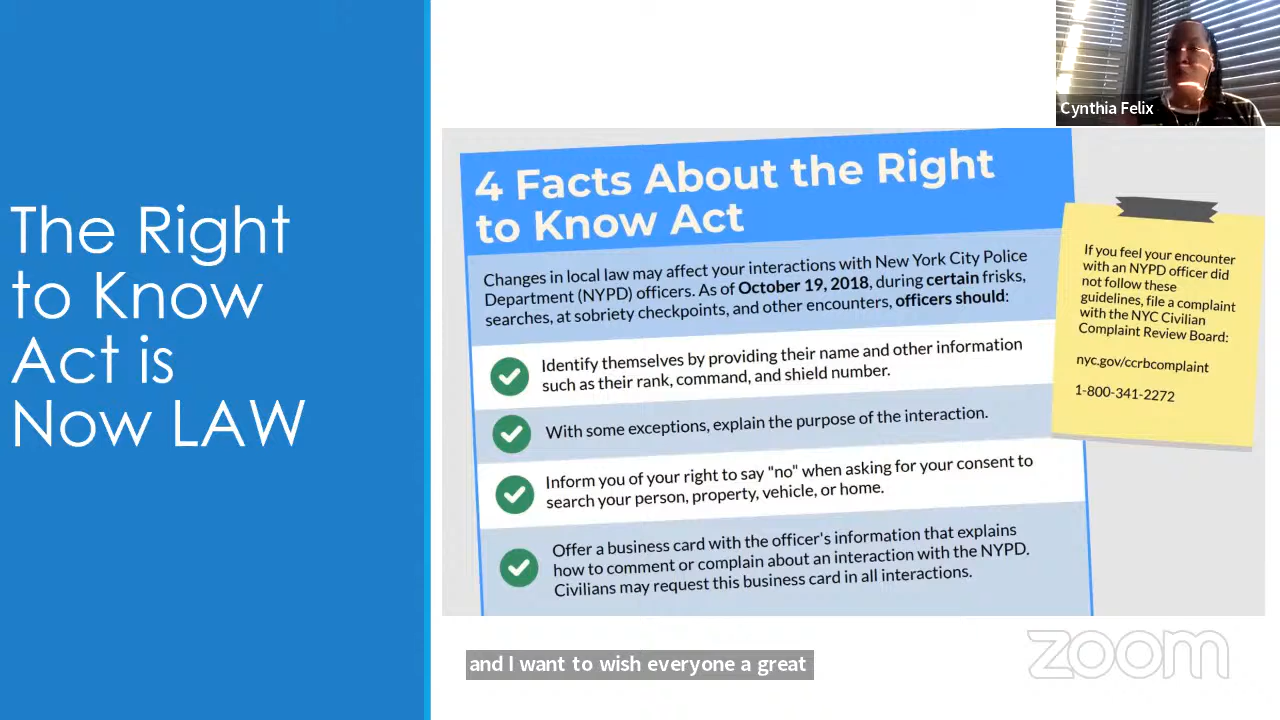 The Right
to Know
Act is
Now LAW
Cynthia Felix
4 Facts About the Right
to Know Act
Changes in local law may affect your interactions with New York City Police
Department (NYPD) officers. As of October 19, 2018, during certain frisks,
searches, at sobriety checkpoints, and other encounters, officers should:
Identify themselves by providing their name and other information
such as their rank, command, and shield number.
With some exceptions, explain the purpose of the interaction.
Inform you of your right to say "no" when asking for your consent to
search your person, property, vehicle, or home.
Offer a business card with the officer's information that explains
how to comment or complain about an interaction with the NYPD.
Civilians may request this business card in all interactions.
If you feel your encounter
with an NYPD officer did
not follow these
guidelines, file a complaint
with the NYC Civilian
Complaint Review Board:
nyc.gov/ccrbcomplaint
1-800-341-2272
and I want to wish everyone a great
zoom